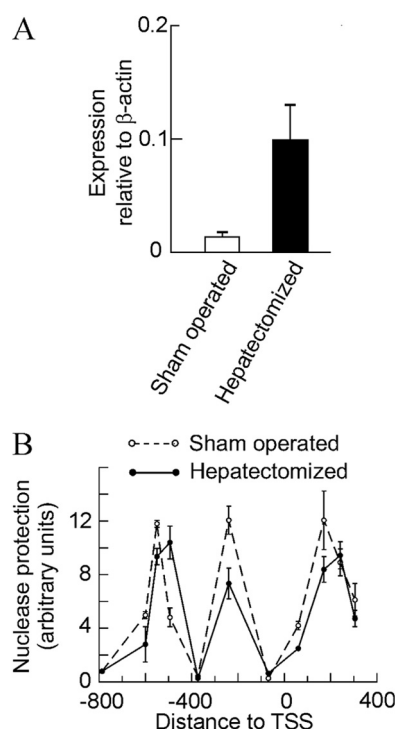 A
Expression
relative to β-actin
0.2
0.1
0
Sham operated
Hepatectomized
B
Sham operated
Hepatectomized
Nuclease protection
(arbitrary units)
12
8
4
0
-800
-400
0
400
Distance to TSS